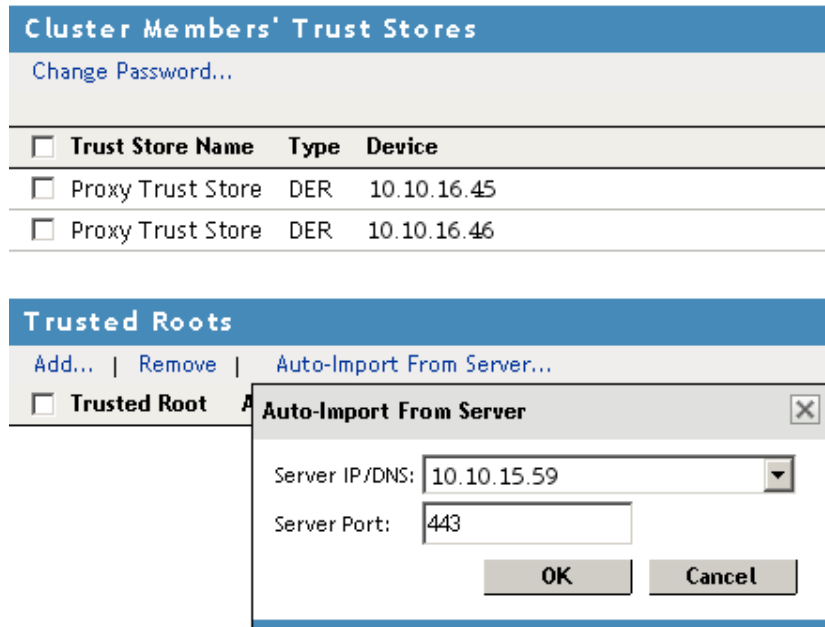 Cluster Members' Trust Stores
Change Password...
Trust Store Name Type Device
Proxy Trust Store DER 10.10.16.45
Proxy Trust Store DER 10.10.16.46
Trusted Roots
Add... | Remove | Auto-Import From Server...
Trusted Root A
Auto-Import From Server
Server IP/DNS: 10.10.15.59
Server Port: 443
OK Cancel